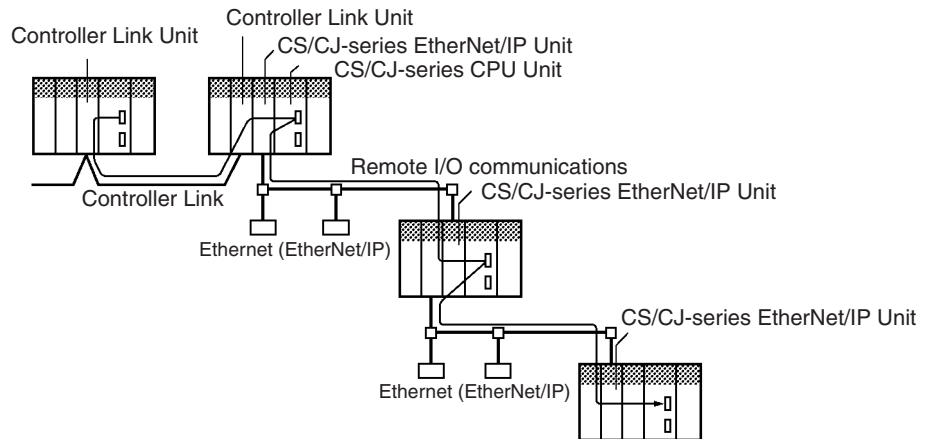 Controller Link Unit
Controller Link Unit
CS/CJ-series EtherNet/IP Unit
CS/CJ-series CPU Unit
Remote I/O communications
CS/CJ-series EtherNet/IP Unit
Controller Link
Ethernet (EtherNet/IP)
CS/CJ-series EtherNet/IP Unit
Ethernet (EtherNet/IP)